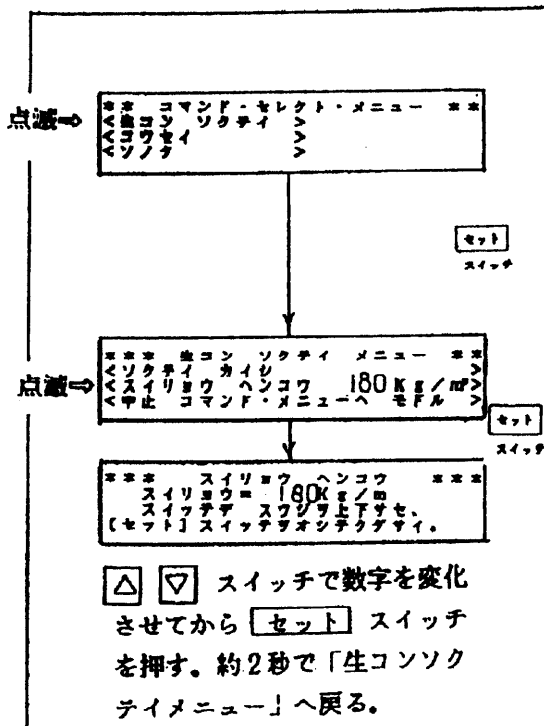 ** コマンド・セレクト・メニュー **
点滅⇒ <生コン ソクテイ >
<コウセイ >
<ソノタ >
セット
スイッチ
*** 生コン ソクテイ メニュー **
<ソクテイ カイシ >
点滅⇒ <スイリョウ ヘンコウ 180Kg/m³>
<中止 コマンド・メニューヘ モドル >
セット
スイッチ
*** スイリョウ ヘンコウ ***
スイリョウ= 180Kg/m
スイッチデ スウジヲ上下サセ、
[セット]スイッチヲオシテクダサイ。
△ ▽ スイッチで数字を変化
させてから セット スイッチ
を押す。約2秒で「生コンソク
テイメニュー」へ戻る。